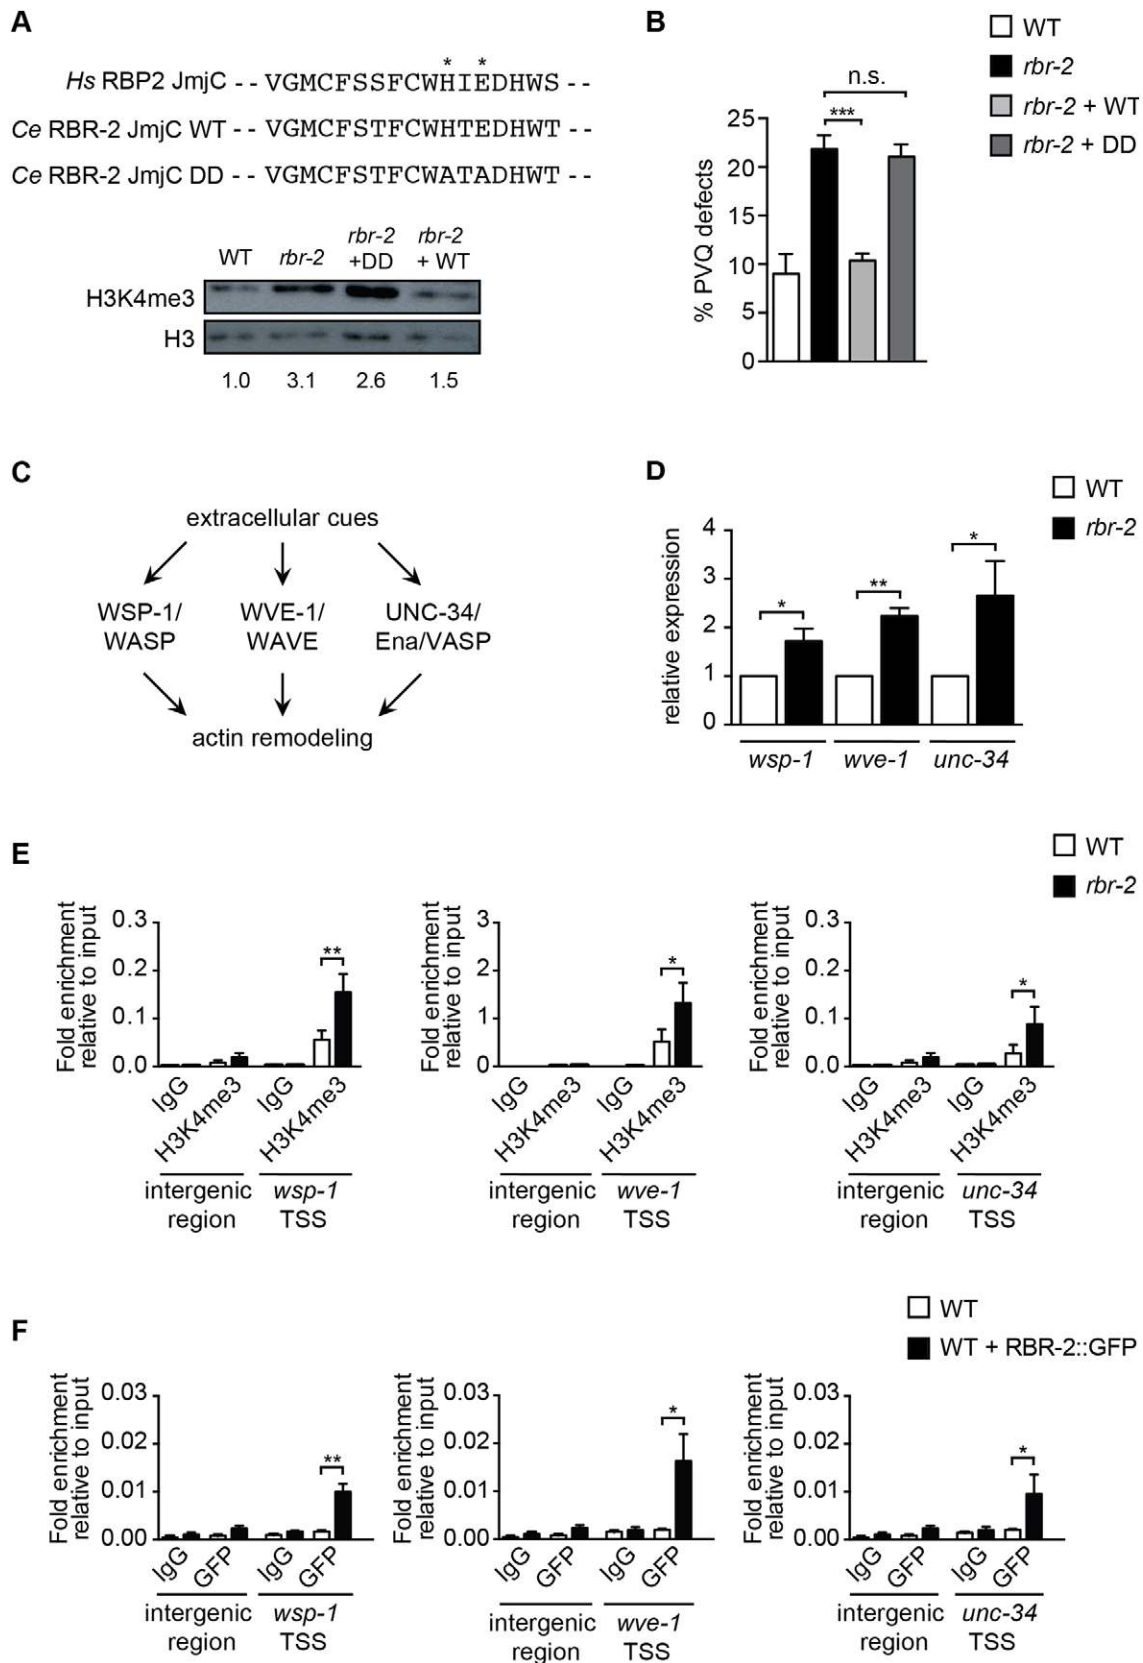 A
* *
Hs RBP2 JmjC -- VGMCFSSFCWHIEDHWS --
Ce RBR-2 JmjC WT -- VGMCFSTFCWHTEDHWT --
Ce RBR-2 JmjC DD -- VGMCFSTFCWATADHWT --
WT rbr-2 rbr-2 +DD rbr-2 + WT
H3K4me3
H3
1.0 3.1 2.6 1.5
B
WT
rbr-2
rbr-2 + WT
rbr-2 + DD
n.s.
***
% PVQ defects
25
20
15
10
5
0
C
extracellular cues
WSP-1/ WVE-1/ UNC-34/
WASP WAVE Ena/VASP
actin remodeling
D
WT
rbr-2
relative expression
4
3
2
1
0
* ** *
wsp-1 wve-1 unc-34
E
WT
rbr-2
Fold enrichment
relative to input
0.3
0.2
0.1
0.0
**
IgG H3K4me3 IgG H3K4me3
intergenic wsp-1
region TSS
Fold enrichment
relative to input
3
2
1
0
*
IgG H3K4me3 IgG H3K4me3
intergenic wve-1
region TSS
Fold enrichment
relative to input
0.3
0.2
0.1
0.0
*
IgG H3K4me3 IgG H3K4me3
intergenic unc-34
region TSS
F
WT
WT + RBR-2::GFP
Fold enrichment
relative to input
0.03
0.02
0.01
0.00
**
IgG GFP IgG GFP
intergenic wsp-1
region TSS
Fold enrichment
relative to input
0.03
0.02
0.01
0.00
*
IgG GFP IgG GFP
intergenic wve-1
region TSS
Fold enrichment
relative to input
0.03
0.02
0.01
0.00
*
IgG GFP IgG GFP
intergenic unc-34
region TSS